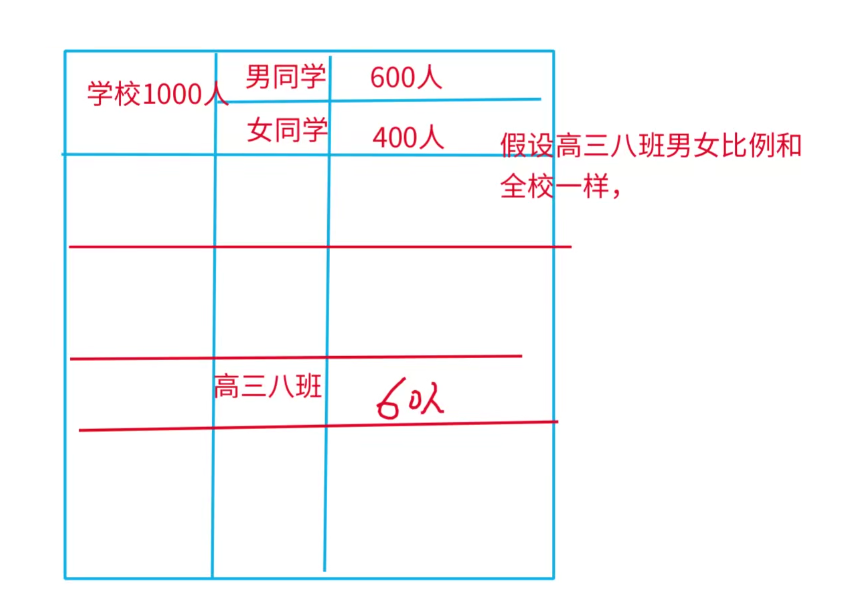 学校1000人
男同学
600人
女同学
400人
假设高三八班男女比例和
全校一样，
高三八班
60人